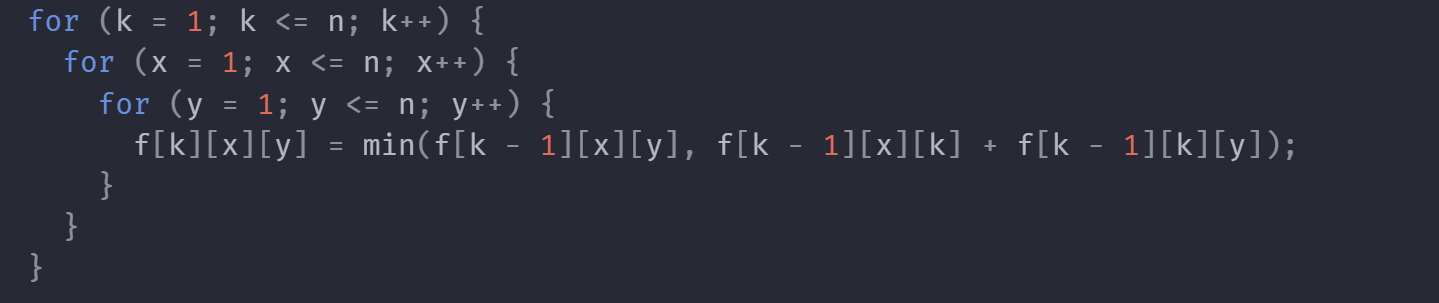 for (k = 1; k <= n; k++) {
  for (x = 1; x <= n; x++) {
    for (y = 1; y <= n; y++) {
      f[k][x][y] = min(f[k - 1][x][y], f[k - 1][x][k] + f[k - 1][k][y]);
    }
  }
}